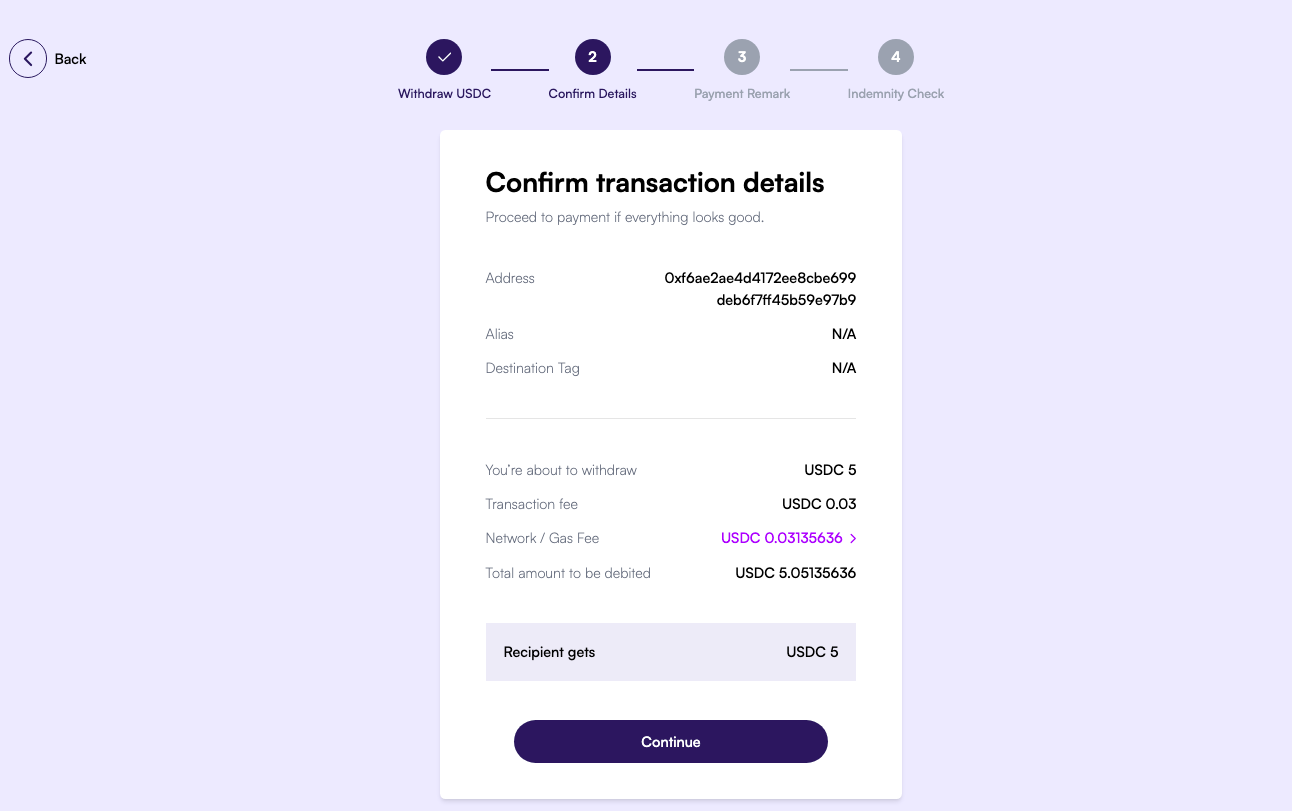 Back
2
3
4
Withdraw USDC
Confirm Details
Payment Remark
Indemnity Check
Confirm transaction details
Proceed to payment if everything looks good.
Address
0xf6ae2ae4d4172ee8cbe699
deb6f7ff45b59e97b9
Alias
N/A
Destination Tag
N/A
You're about to withdraw
USDC 5
Transaction fee
USDC 0.03
Network / Gas Fee
USDC 0.03135636 >
Total amount to be debited
USDC 5.05135636
Recipient gets
USDC 5
Continue